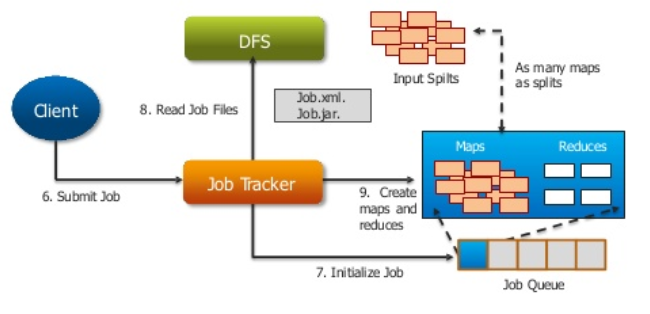 DFS
Input Spilts
As many maps
as splits
Client
8. Read Job Files
Job.xml.
Job.jar.
Maps
Reduces
Job Tracker
6. Submit Job
9. Create
maps and
reduces
7. Initialize Job
Job Queue